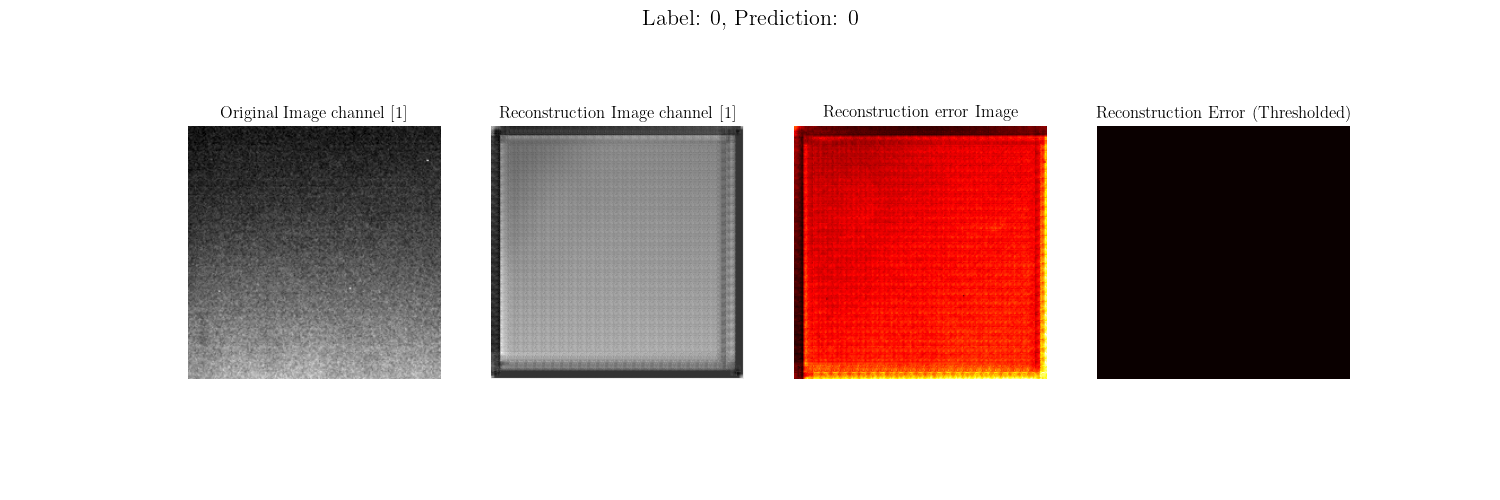 Label: 0, Prediction: 0
Original Image channel [1]
Reconstruction Image channel [1]
Reconstruction error Image
Reconstruction Error (Thresholded)